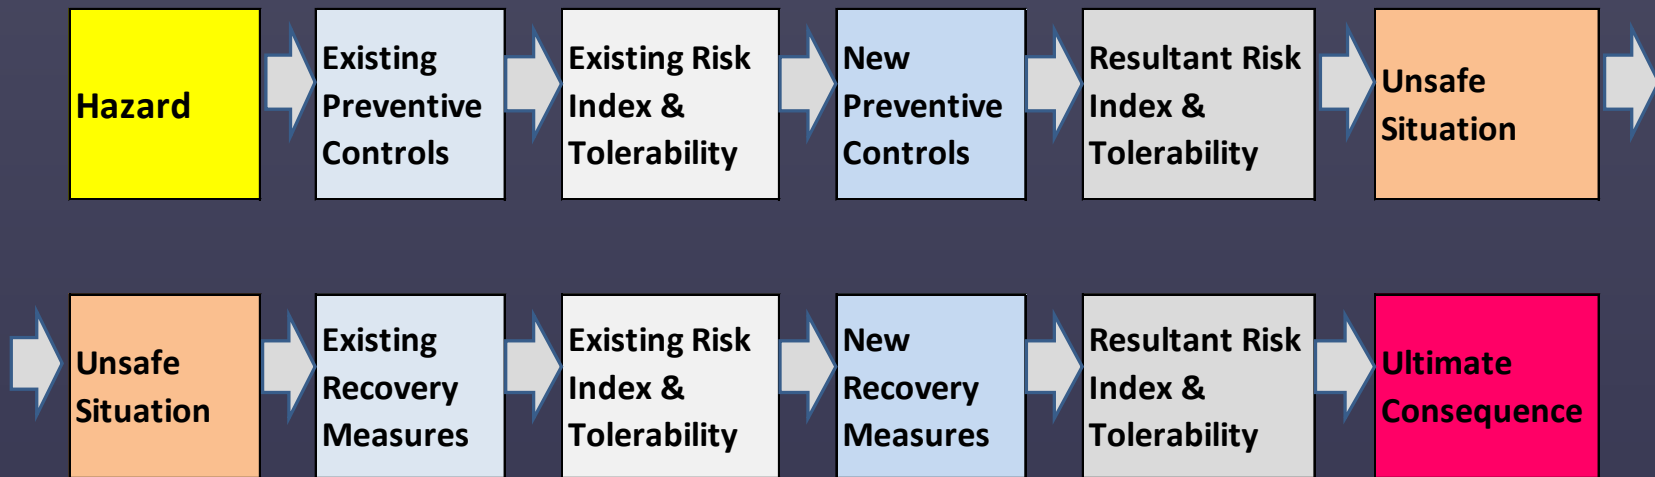 Hazard
Existing
Preventive
Controls
Existing Risk
Index &
Tolerability
New
Preventive
Controls
Resultant Risk
Index &
Tolerability
Unsafe
Situation
Unsafe
Situation
Existing
Recovery
Measures
Existing Risk
Index &
Tolerability
New
Recovery
Measures
Resultant Risk
Index &
Tolerability
Ultimate
Consequence